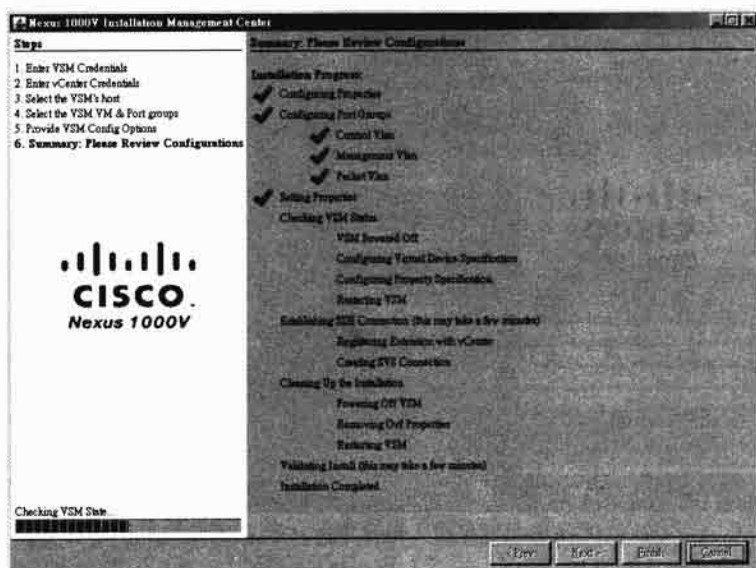 Nexus 1000V Installation Management Center
Steps
1. Enter VSM Credentials
2. Enter vCenter Credentials
3. Select the VSM's host
4. Select the VSM VM & Port groups
5. Provide VSM Config Options
6. Summary: Please Review Configurations
CISCO.
Nexus 1000V
Checking VSM State...
Summary: Please Review Configurations
Installation Progress:
Configuring Properties
Configuring Port Groups
Control Vlan
Management Vlan
Packet Vlan
Setting Properties
Checking VSM Status
VSM Powered Off
Configuring Virtual Device Specification
Configuring Property Specification
Restarting VSM
Establishing SSH Connection (this may take a few minutes)
Registering Extension with vCenter
Creating SVS Connection
Cleaning Up the Installation
Powering Off VSM
Removing Ovf Properties
Restarting VSM
Validating Install (this may take a few minutes)
Installation Completed
< Prev
Next >
Finish
Cancel